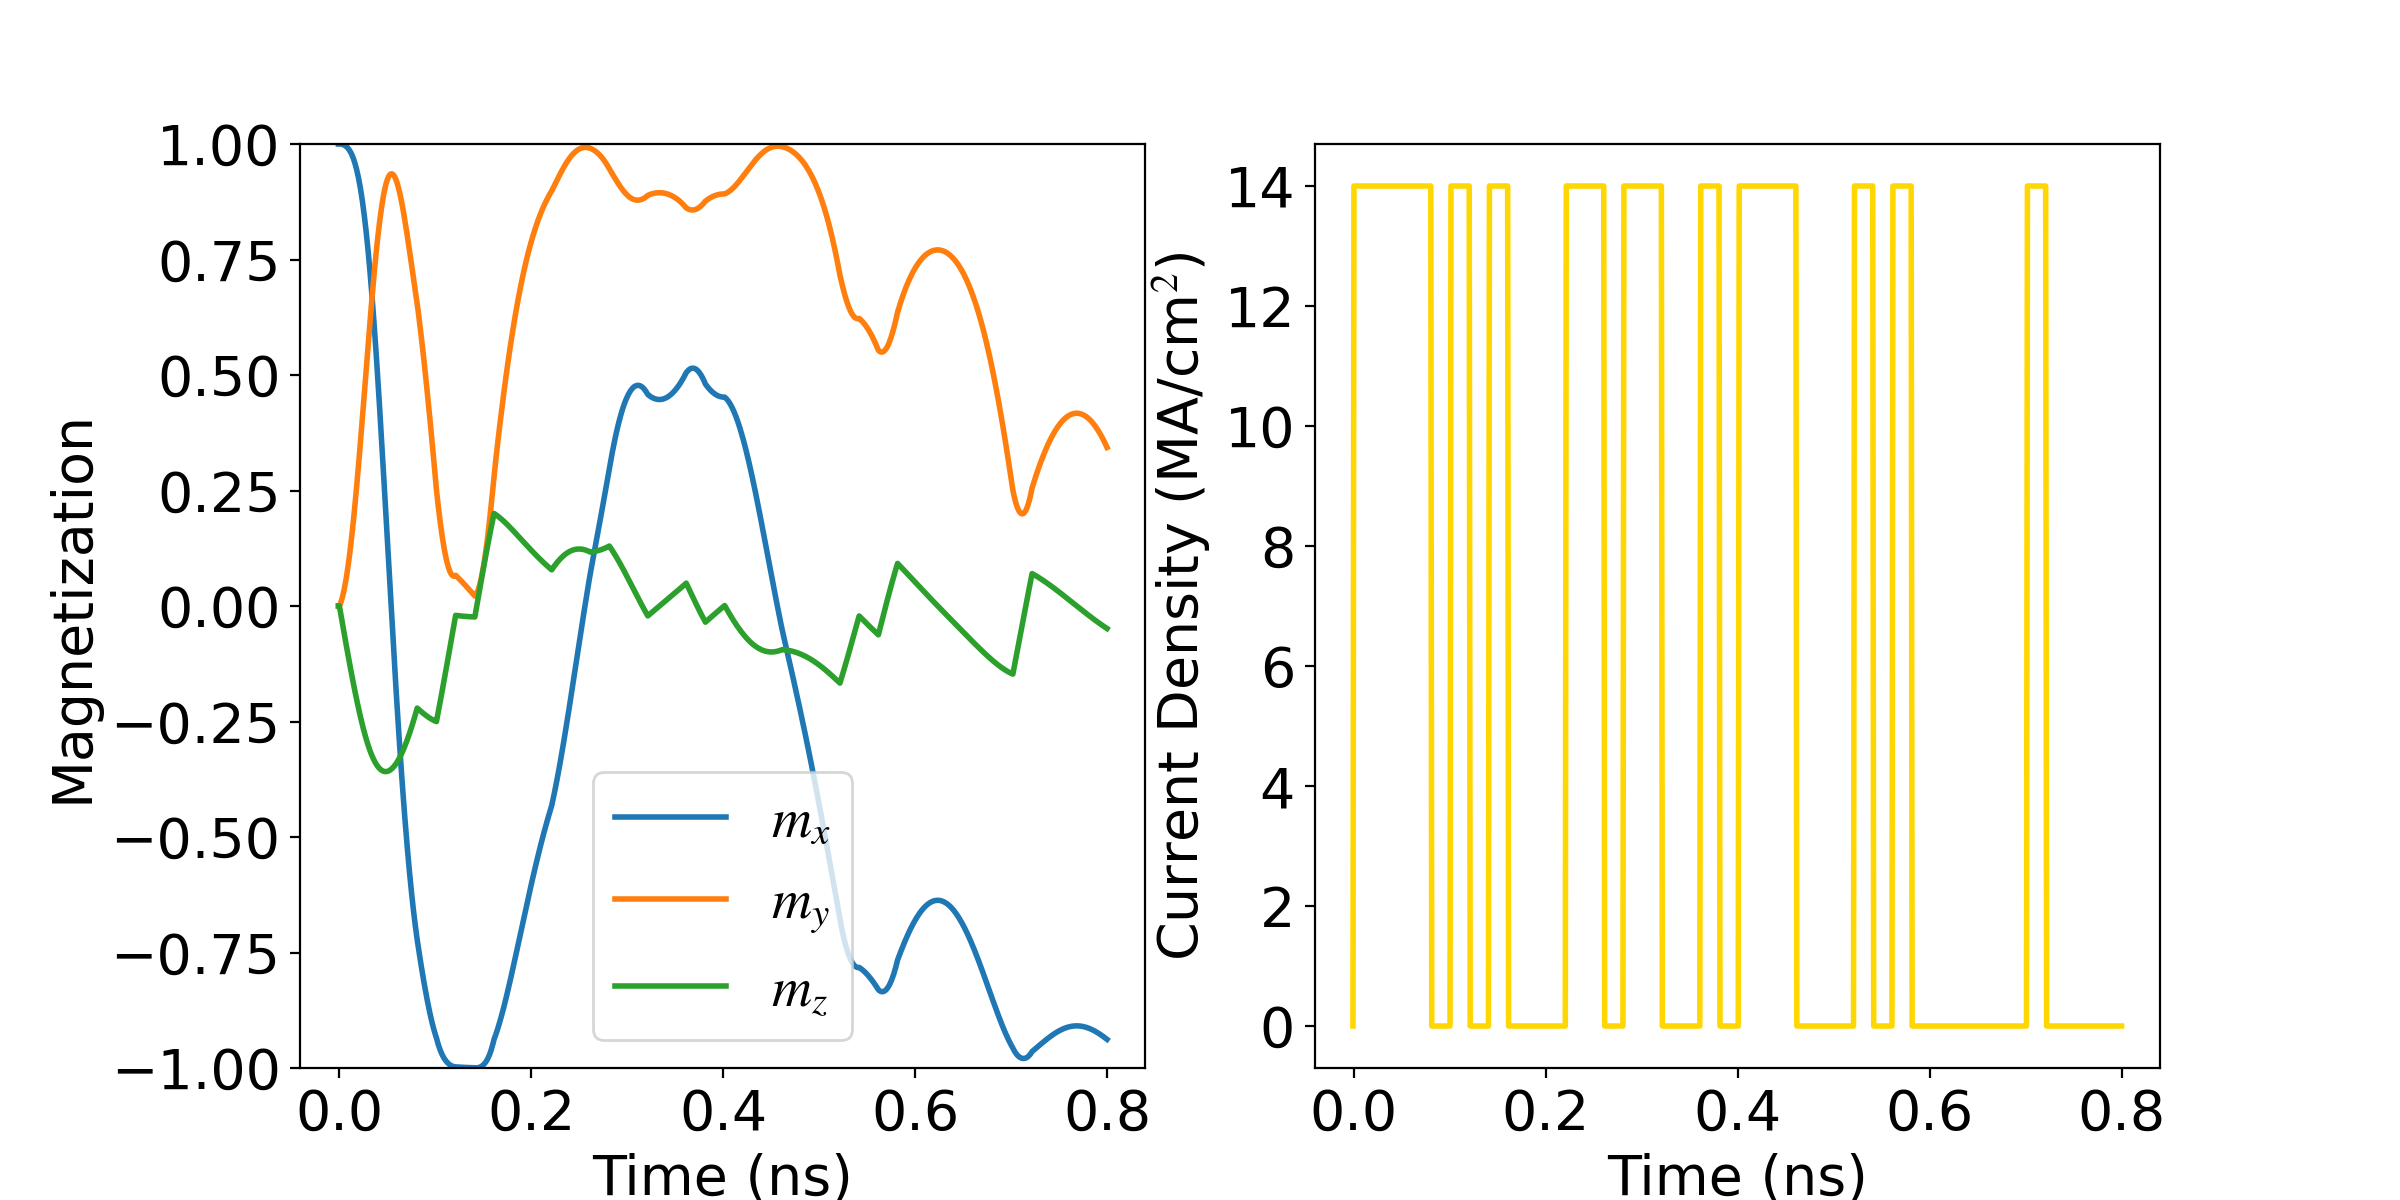 Magnetization
1.00
0.75
0.50
0.25
0.00
−0.25
−0.50
−0.75
−1.00
0.0 0.2 0.4 0.6 0.8
Time (ns)
m_x
m_y
m_z
Current Density (MA/cm²)
14
12
10
8
6
4
2
0
0.0 0.2 0.4 0.6 0.8
Time (ns)